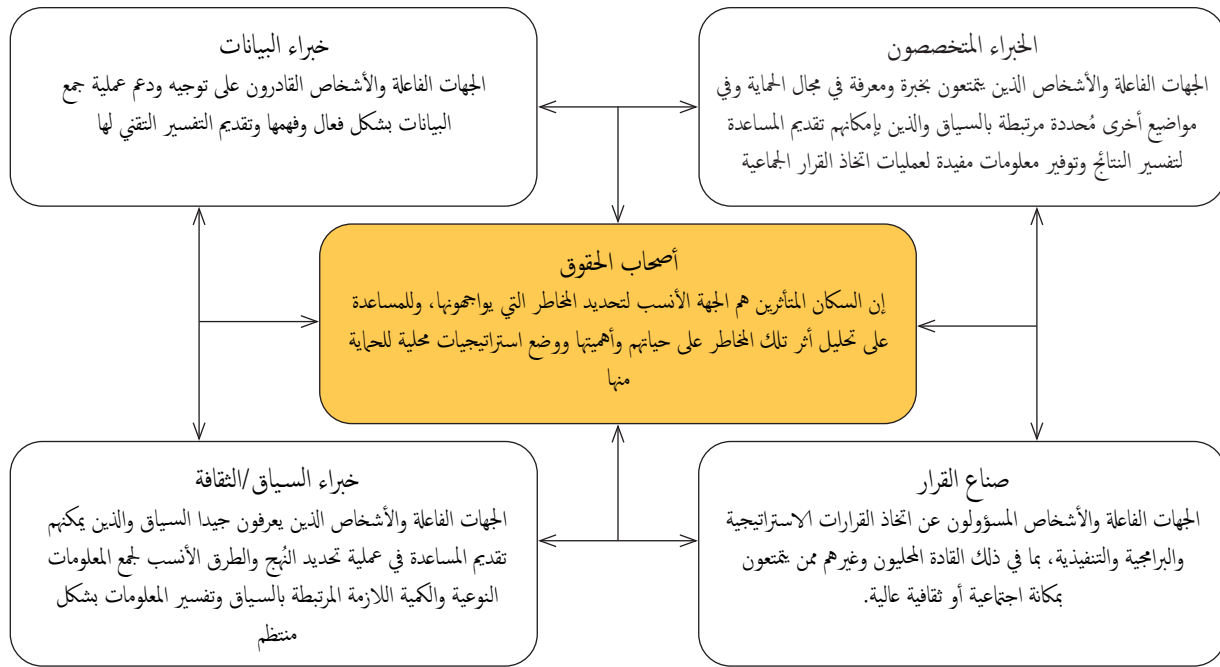 الخبراء المتخصصون
الجهات الفاعلة والأشخاص الذين يتمتعون بخبرة ومعرفة في مجال الحماية وفي
مواضيع أخرى مُحددة مرتبطة بالسياق والذين بإمكانهم تقديم المساعدة
لتفسير النتائج وتوفير معلومات مفيدة لعمليات اتخاذ القرار الجماعية
خبراء البيانات
الجهات الفاعلة والأشخاص القادرون على توجيه ودعم عملية جمع
البيانات بشكل فعال وفهمها وتقديم التفسير التقني لها
أصحاب الحقوق
إن السكان المتأثرين هم الجهة الأنسب لتحديد المخاطر التي يواجهونها، وللمساعدة
على تحليل أثر تلك المخاطر على حياتهم وأهميتها ووضع استراتيجيات محلية للحماية
منها
صناع القرار
الجهات الفاعلة والأشخاص المسؤولون عن اتخاذ القرارات الاستراتيجية
والبرامجية والتنفيذية، بما في ذلك القادة المحليون وغيرهم ممن يتمتعون
بمكانة اجتماعية أو ثقافية عالية.
خبراء السياق/الثقافة
الجهات الفاعلة والأشخاص الذين يعرفون جيدا السياق والذين يمكنهم
تقديم المساعدة في عملية تحديد النُهج والطرق الأنسب لجمع المعلومات
النوعية والكمية اللازمة المرتبطة بالسياق وتفسير المعلومات بشكل
منتظم